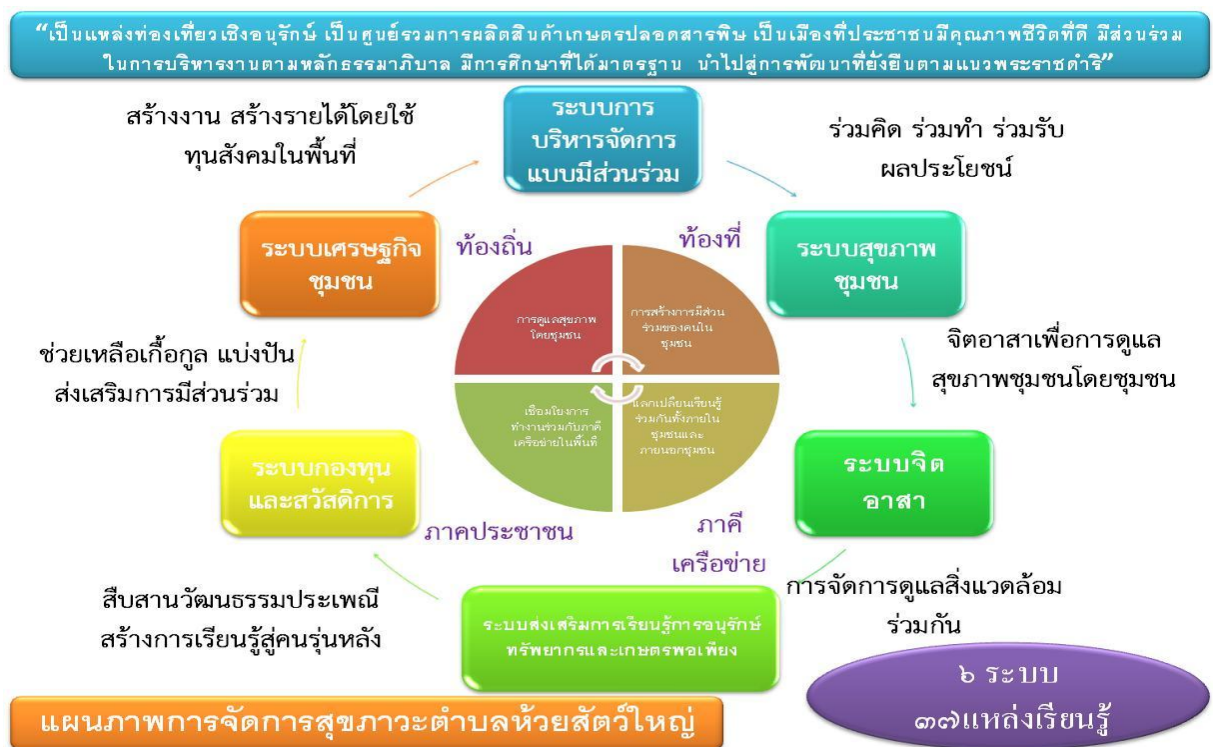 “เป็นแหล่งท่องเที่ยวเชิงอนุรักษ์ เป็นศูนย์รวมการผลิตสินค้าเกษตรปลอดสารพิษ เป็นเมืองที่ประชาชนมีคุณภาพชีวิตที่ดี มีส่วนร่วม
ในการบริหารงานตามหลักธรรมาภิบาล มีการศึกษาที่ได้มาตรฐาน นำไปสู่การพัฒนาที่ยั่งยืนตามแนวพระราชดำริ”
ระบบการ
บริหารจัดการ
แบบมีส่วนร่วม
สร้างงาน สร้างรายได้โดยใช้
ทุนสังคมในพื้นที่
ร่วมคิด ร่วมทำ ร่วมรับ
ผลประโยชน์
ระบบเศรษฐกิจ
ชุมชน
ท้องถิ่น
ท้องที่
ระบบสุขภาพ
ชุมชน
การดูแลสุขภาพ
โดยชุมชน
การสร้างการมีส่วน
ร่วมของคนใน
ชุมชน
ช่วยเหลือเกื้อกูล แบ่งปัน
ส่งเสริมการมีส่วนร่วม
จิตอาสาเพื่อการดูแล
สุขภาพชุมชนโดยชุมชน
เชื่อมโยงการ
ทำงานร่วมกับภาคี
เครือข่ายในพื้นที่
แลกเปลี่ยนเรียนรู้
ร่วมกันทั้งภายใน
ชุมชนและ
ภายนอกชุมชน
ระบบกองทุน
และสวัสดิการ
ระบบจิต
อาสา
ภาคประชาชน
ภาคี
เครือข่าย
สืบสานวัฒนธรรมประเพณี
สร้างการเรียนรู้สู่คนรุ่นหลัง
ระบบส่งเสริมการเรียนรู้การอนุรักษ์
ทรัพยากรและเกษตรพอเพียง
การจัดการดูแลสิ่งแวดล้อม
ร่วมกัน
แผนภาพการจัดการสุขภาวะตำบลห้วยสัตว์ใหญ่
๖ ระบบ
๓๗แหล่งเรียนรู้